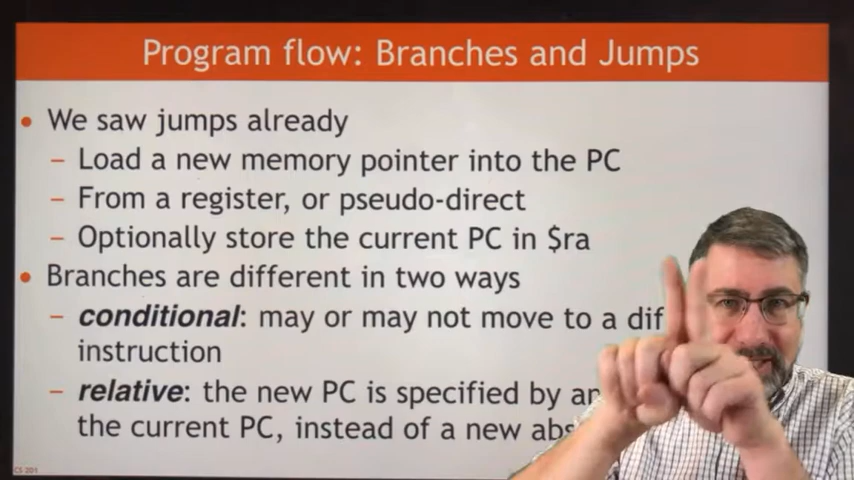 Program flow: Branches and Jumps
• We saw jumps already
– Load a new memory pointer into the PC
– From a register, or pseudo-direct
– Optionally store the current PC in $ra
• Branches are different in two ways
– conditional: may or may not move to a dif
instruction
– relative: the new PC is specified by an
the current PC, instead of a new abs
CS 201